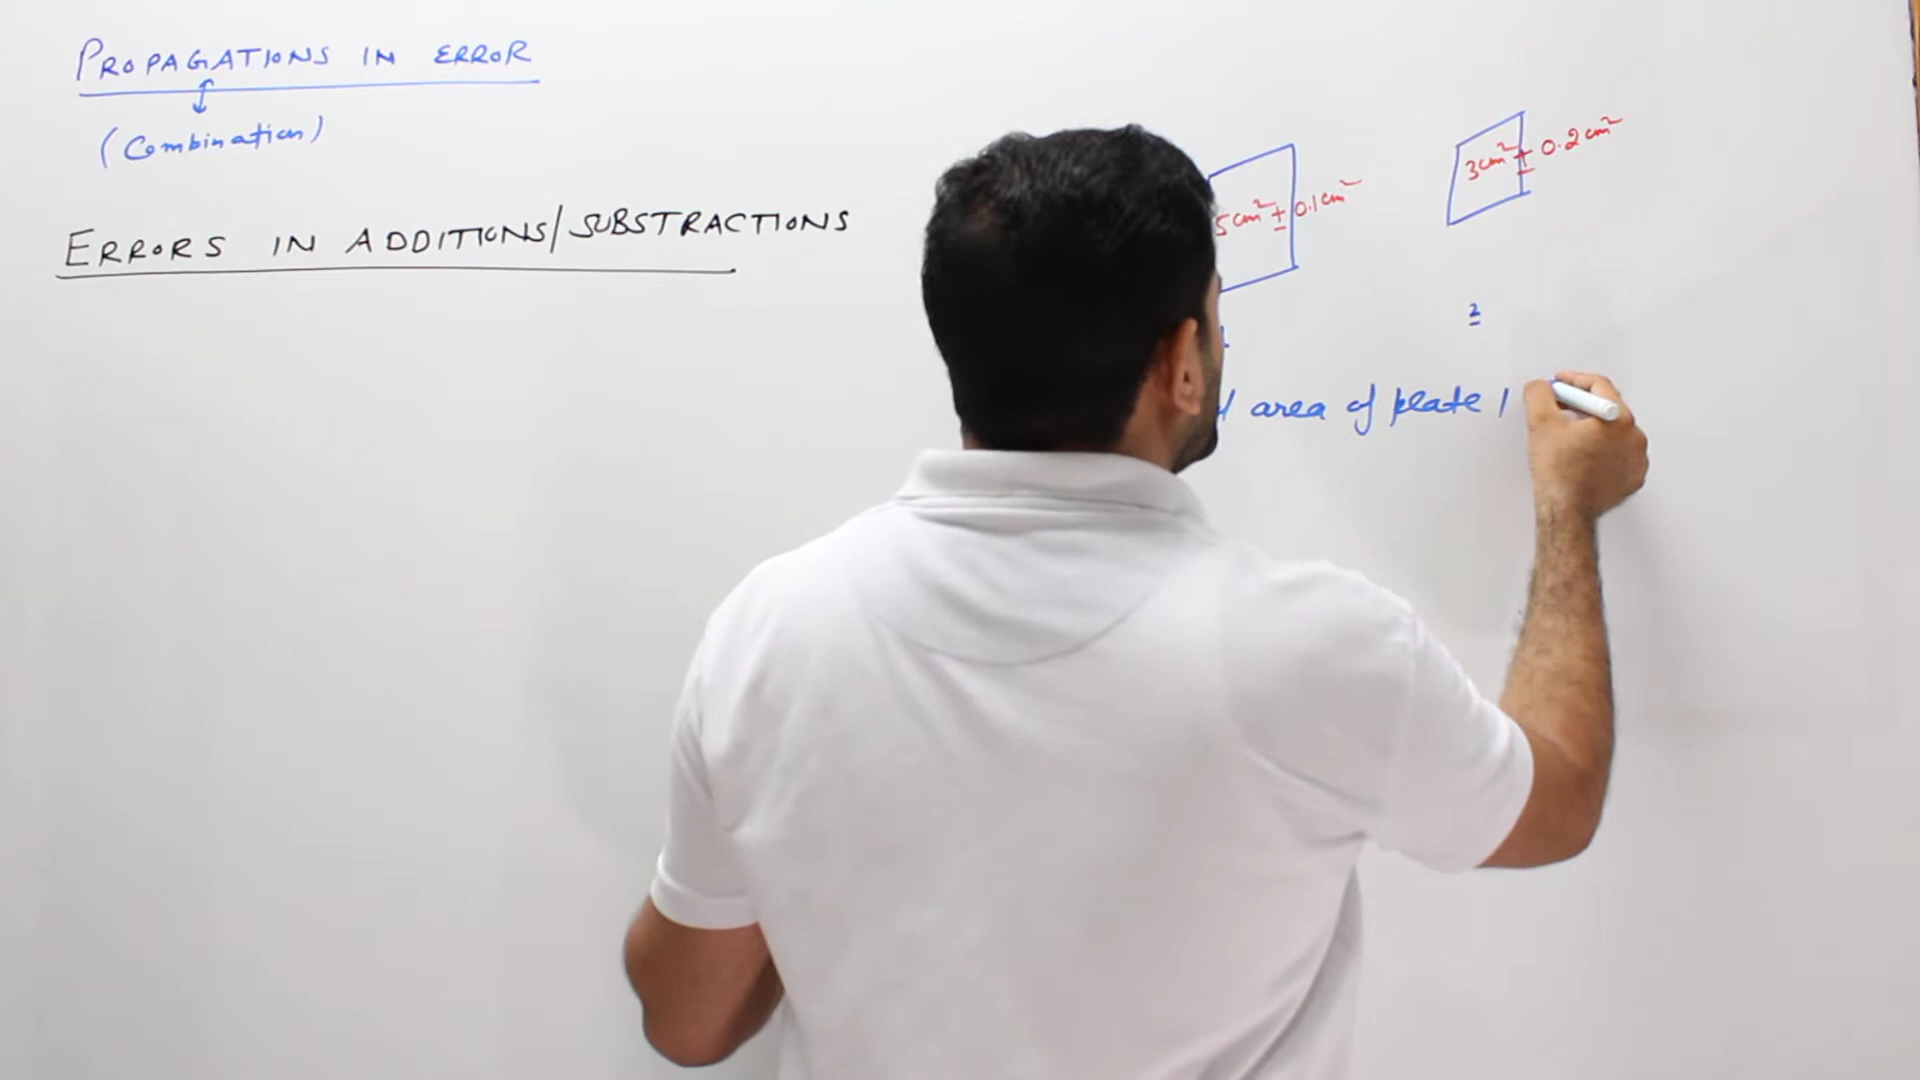 PROPAGATIONS IN ERROR
(Combination)
ERRORS IN ADDITIONS/SUBSTRACTIONS
5cm² ± 0.1cm²
3cm² ± 0.2cm²
2
area of plate 1